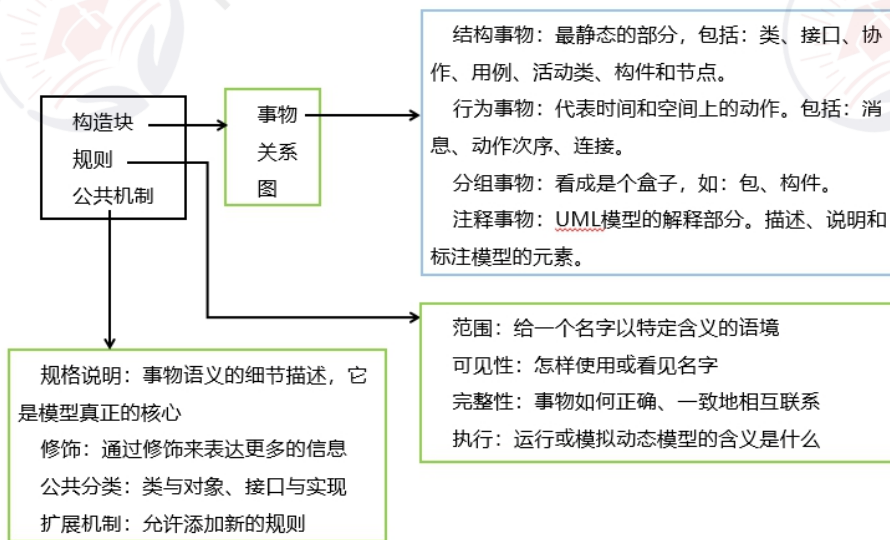 结构事物：最静态的部分，包括：类、接口、协
作、用例、活动类、构件和节点。
行为事物：代表时间和空间上的动作。包括：消
息、动作次序、连接。
分组事物：看成是个盒子，如：包、构件。
注释事物：UML模型的解释部分。描述、说明和
标注模型的元素。
构造块
规则
公共机制
事物
关系
图
范围：给一个名字以特定含义的语境
可见性：怎样使用或看见名字
完整性：事物如何正确、一致地相互联系
执行：运行或模拟动态模型的含义是什么
规格说明：事物语义的细节描述，它
是模型真正的核心
修饰：通过修饰来表达更多的信息
公共分类：类与对象、接口与实现
扩展机制：允许添加新的规则